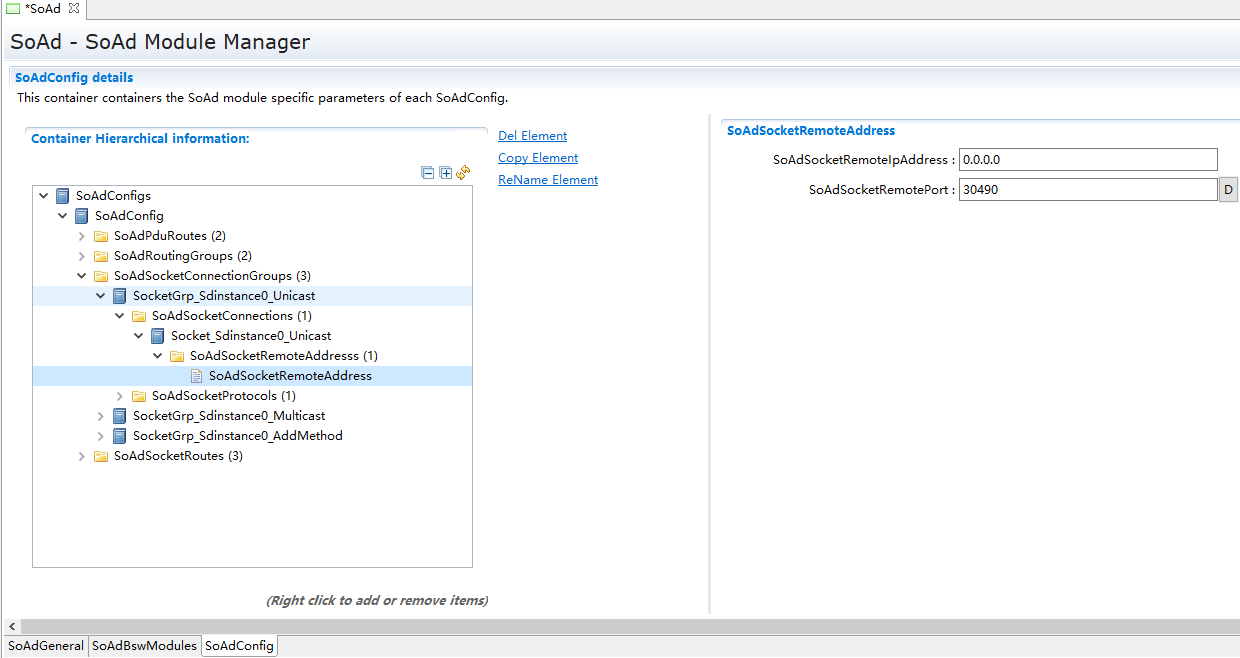 *SoAd
SoAd - SoAd Module Manager
SoAdConfig details
This container containers the SoAd module specific parameters of each SoAdConfig.
Container Hierarchical information:
Del Element
Copy Element
ReName Element
SoAdConfigs
SoAdConfig
SoAdPduRoutes (2)
SoAdRoutingGroups (2)
SoAdSocketConnectionGroups (3)
SocketGrp_Sdinstance0_Unicast
SoAdSocketConnections (1)
Socket_Sdinstance0_Unicast
SoAdSocketRemoteAddresss (1)
SoAdSocketRemoteAddress
SoAdSocketProtocols (1)
SocketGrp_Sdinstance0_Multicast
SocketGrp_Sdinstance0_AddMethod
SoAdSocketRoutes (3)
(Right click to add or remove items)
SoAdSocketRemoteAddress
SoAdSocketRemoteIpAddress : 0.0.0.0
SoAdSocketRemotePort : 30490 D
SoAdGeneral SoAdBswModules SoAdConfig